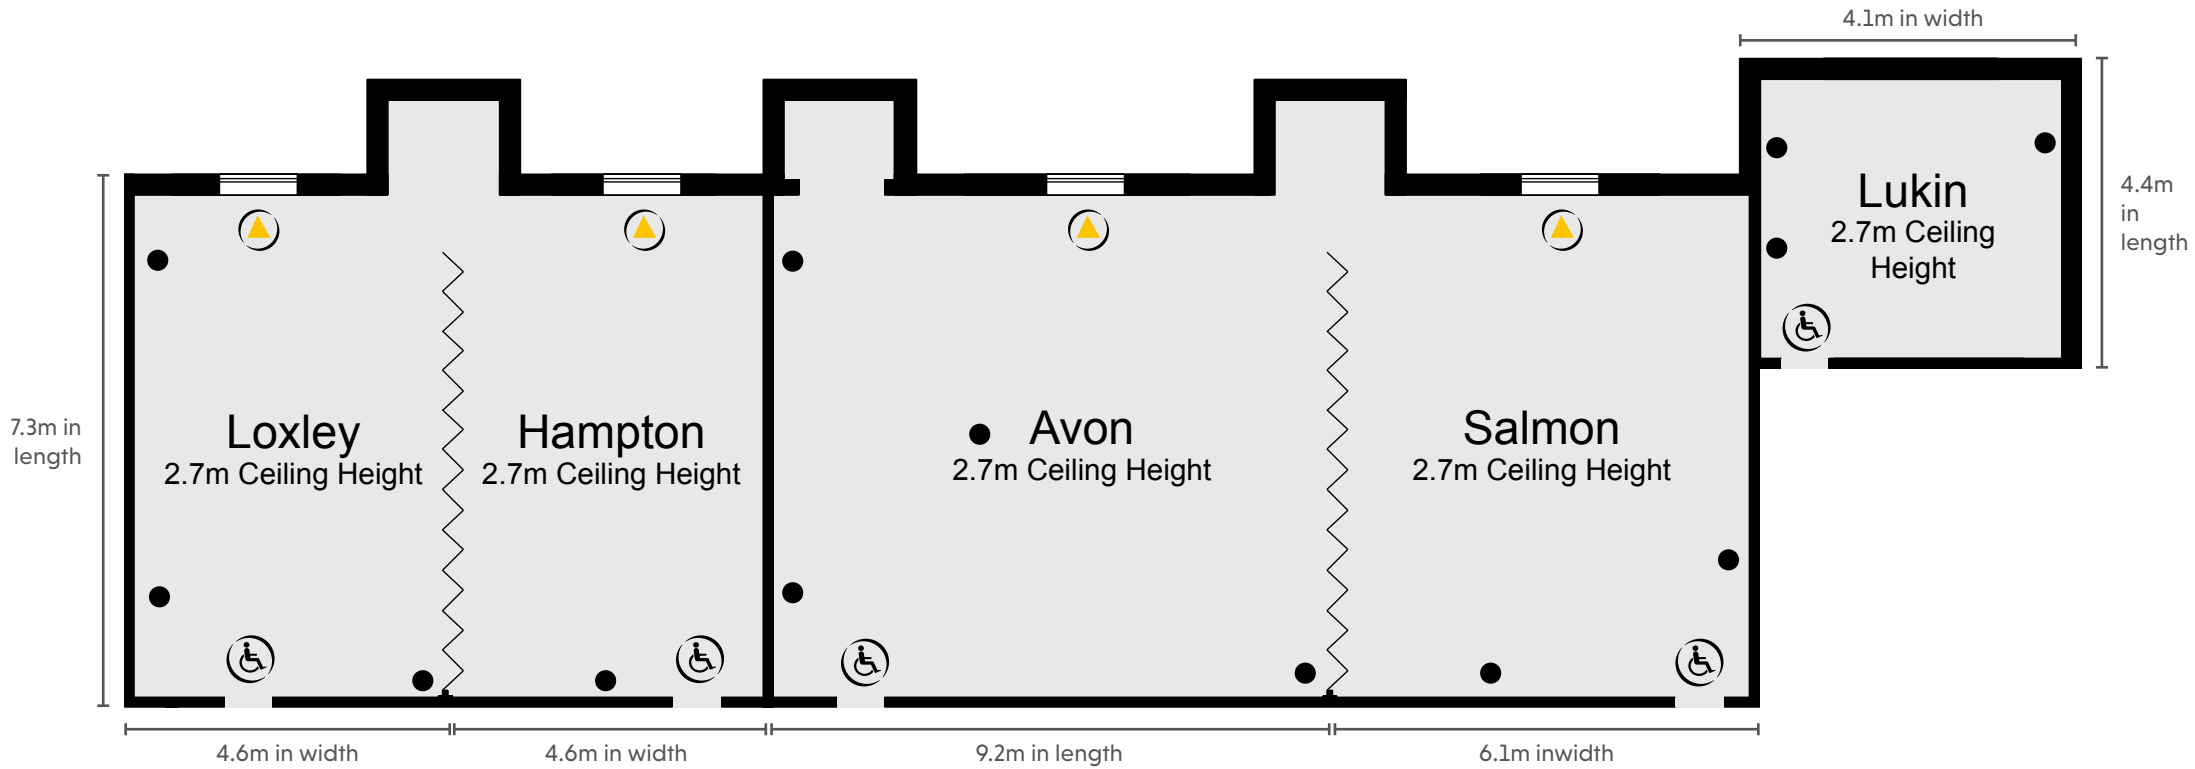 4.1m in width
Lukin
2.7m Ceiling
Height
4.4m
in
length
7.3m in
length
Loxley
2.7m Ceiling Height
Hampton
2.7m Ceiling Height
Avon
2.7m Ceiling Height
Salmon
2.7m Ceiling Height
4.6m in width
4.6m in width
9.2m in length
6.1m inwidth